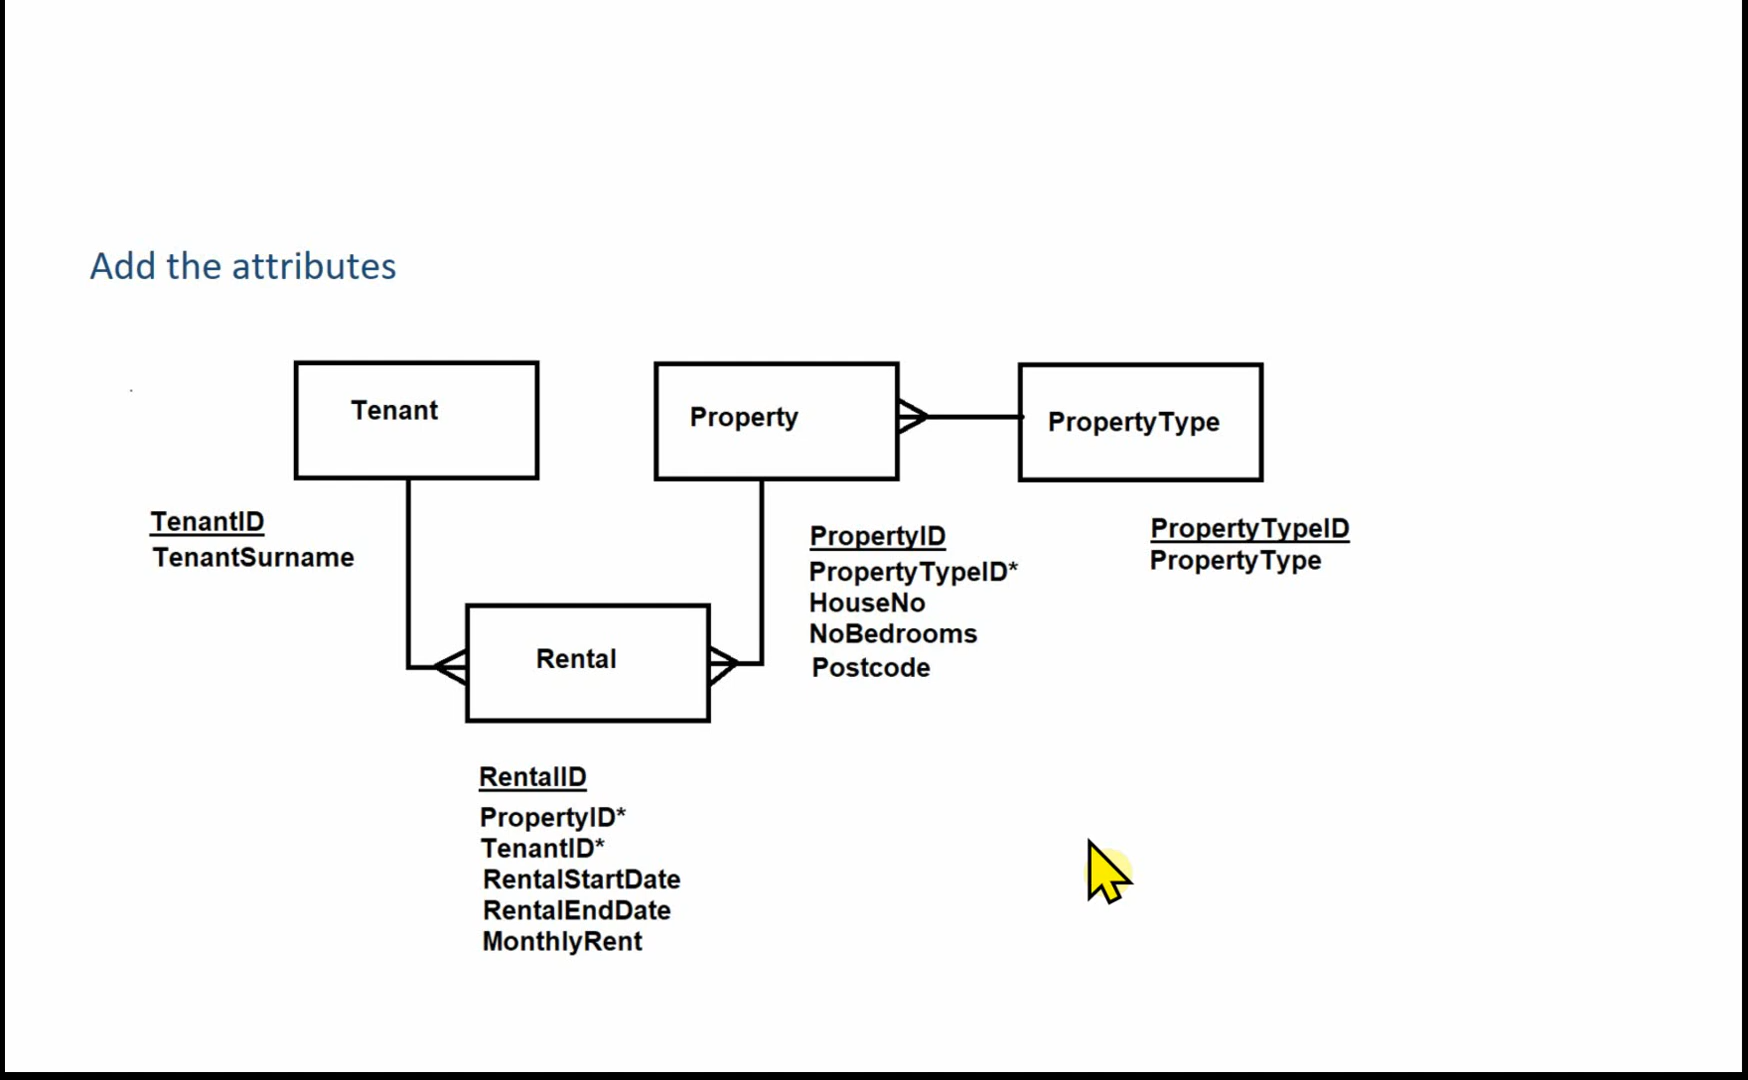 Add the attributes
Tenant
Property
PropertyType
TenantID
TenantSurname
PropertyID
PropertyTypeID*
HouseNo
NoBedrooms
Postcode
PropertyTypeID
PropertyType
Rental
RentalID
PropertyID*
TenantID*
RentalStartDate
RentalEndDate
MonthlyRent